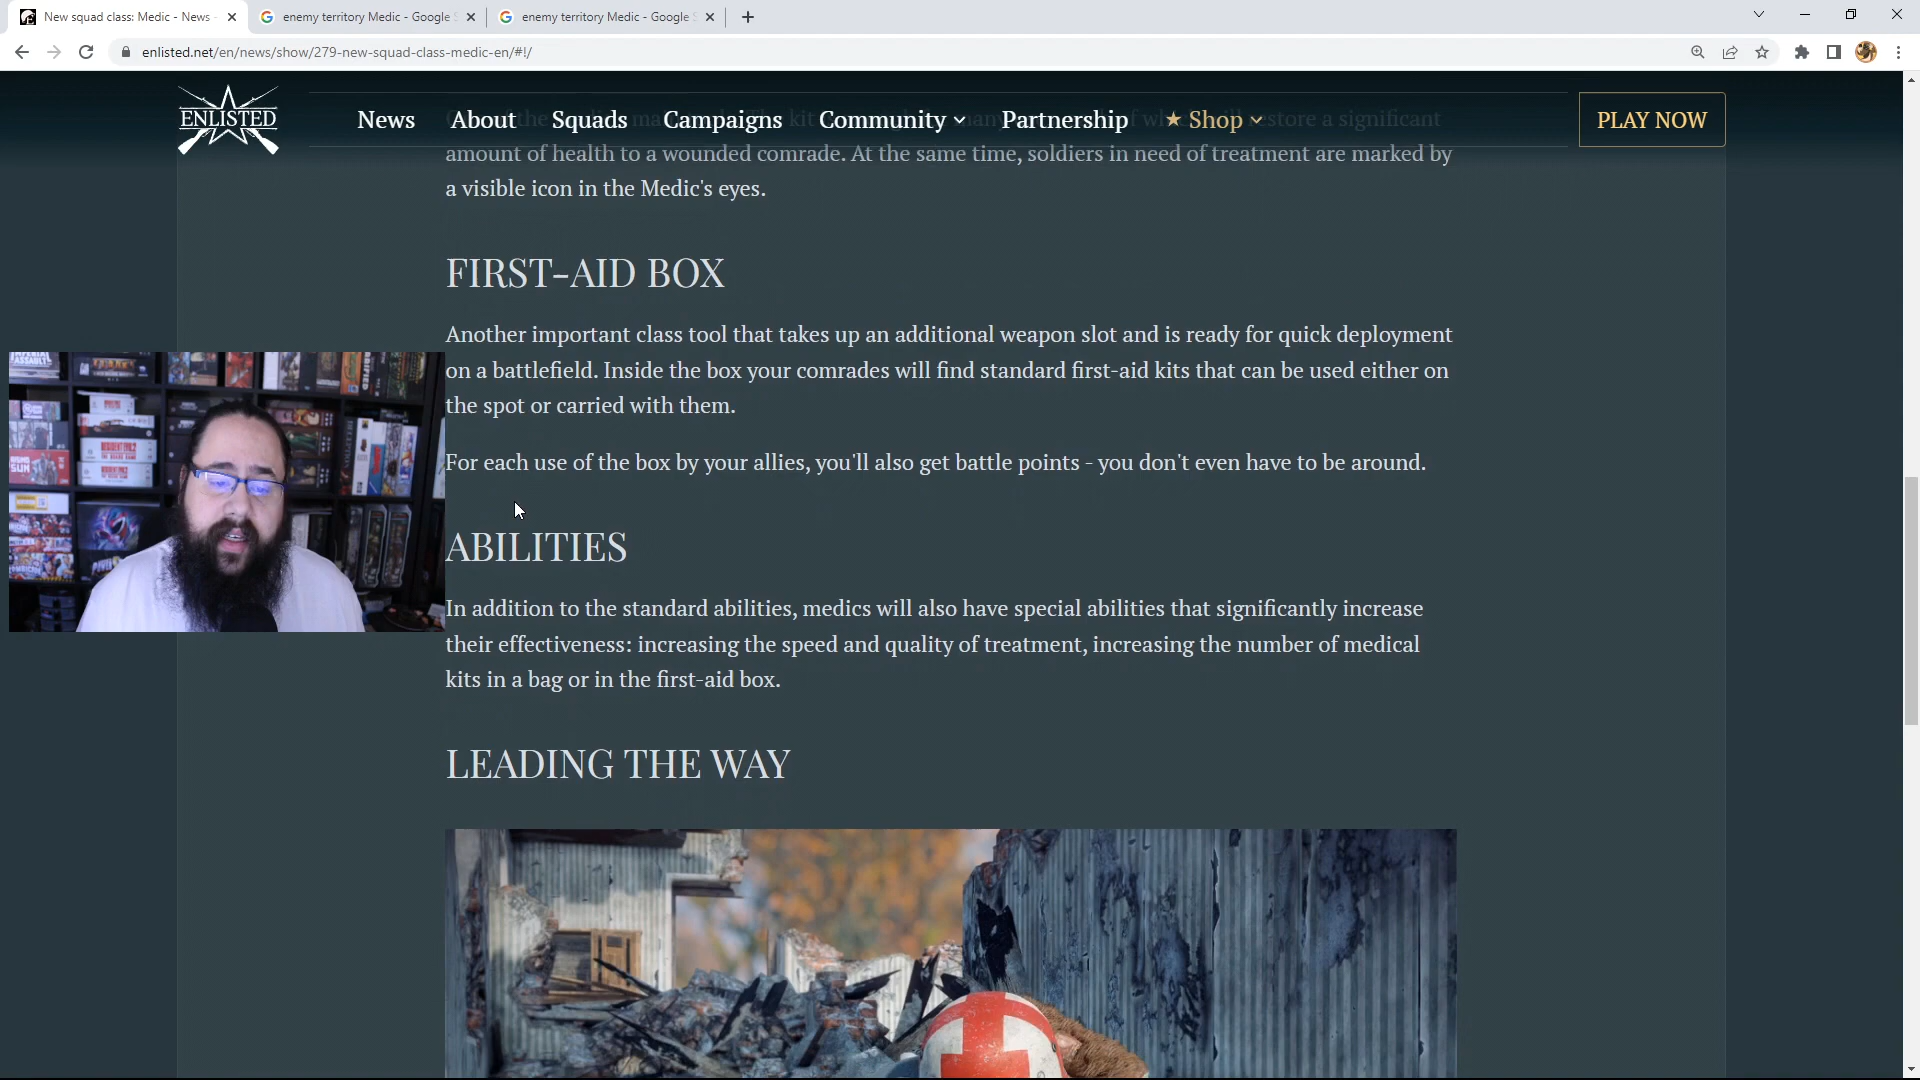 New squad class: Medic - News -
enemy territory Medic - Google S
enemy territory Medic - Google S
enlisted.net/en/news/show/279-new-squad-class-medic-en/#!/
ENLISTED
News About Squads Campaigns Community Partnership ★ Shop PLAY NOW
amount of health to a wounded comrade. At the same time, soldiers in need of treatment are marked by
a visible icon in the Medic's eyes.
FIRST-AID BOX
Another important class tool that takes up an additional weapon slot and is ready for quick deployment
on a battlefield. Inside the box your comrades will find standard first-aid kits that can be used either on
the spot or carried with them.
For each use of the box by your allies, you'll also get battle points - you don't even have to be around.
ABILITIES
In addition to the standard abilities, medics will also have special abilities that significantly increase
their effectiveness: increasing the speed and quality of treatment, increasing the number of medical
kits in a bag or in the first-aid box.
LEADING THE WAY